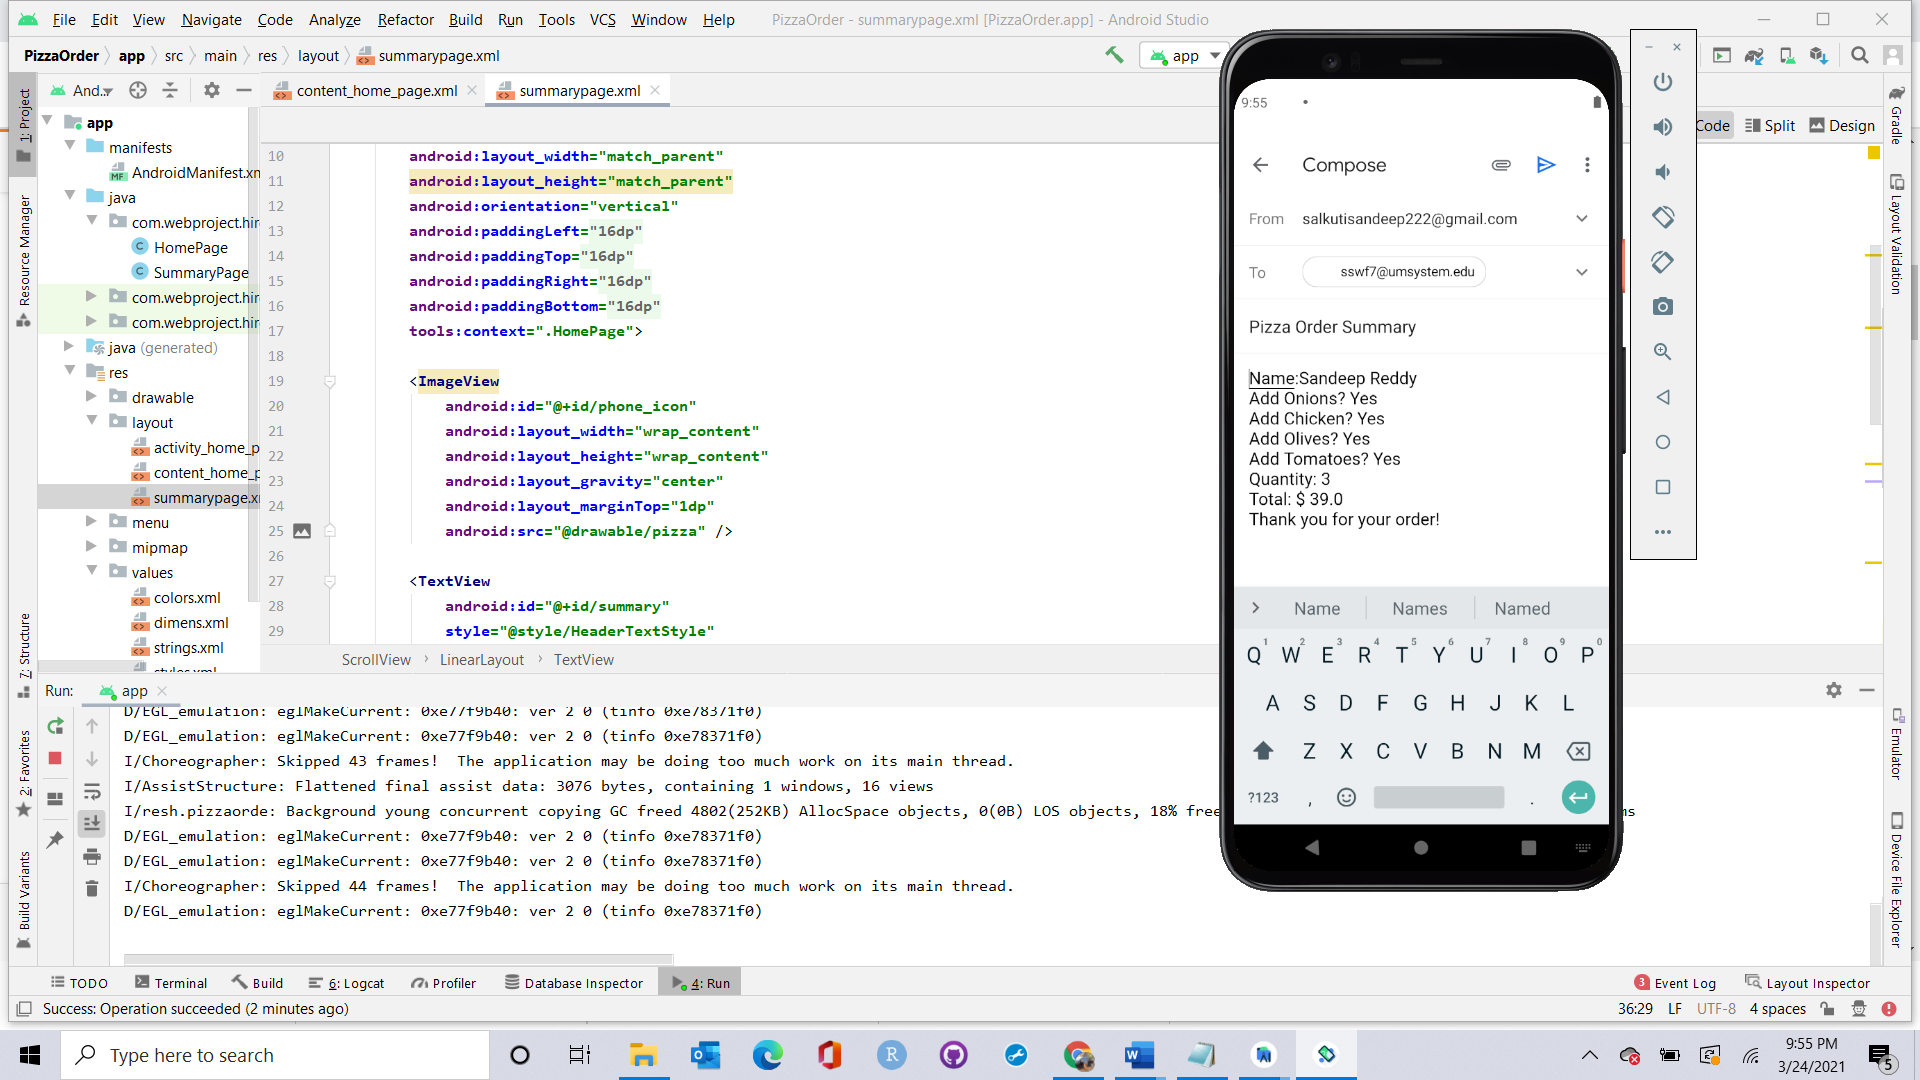 File Edit View Navigate Code Analyze Refactor Build Run Tools VCS Window Help PizzaOrder - summarypage.xml [PizzaOrder.app] - Android Studio
PizzaOrder app src main res layout summarypage.xml app
And.. content_home_page.xml summarypage.xml
Code Split Design
1: Project
Resource Manager
7: Structure
2: Favorites
Build Variants
app
manifests
AndroidManifest.xn
java
com.webproject.hir
HomePage
SummaryPage
com.webproject.hir
com.webproject.hir
java (generated)
res
drawable
layout
activity_home_p
content_home_p
summarypage.x
menu
mipmap
values
colors.xml
dimens.xml
strings.xml
styles.xml
10 android:layout_width="match_parent"
11 android:layout_height="match_parent"
12 android:orientation="vertical"
13 android:paddingLeft="16dp"
14 android:paddingTop="16dp"
15 android:paddingRight="16dp"
16 android:paddingBottom="16dp"
17 tools:context=".HomePage">
18
19 <ImageView
20 android:id="@+id/phone_icon"
21 android:layout_width="wrap_content"
22 android:layout_height="wrap_content"
23 android:layout_gravity="center"
24 android:layout_marginTop="1dp"
25 android:src="@drawable/pizza" />
26
27 <TextView
28 android:id="@+id/summary"
29 style="@style/HeaderTextStyle"
ScrollView LinearLayout TextView
9:55
Compose
From salkutisandeep222@gmail.com
To sswf7@umsystem.edu
Pizza Order Summary
Name:Sandeep Reddy
Add Onions? Yes
Add Chicken? Yes
Add Olives? Yes
Add Tomatoes? Yes
Quantity: 3
Total: $ 39.0
Thank you for your order!
Name Names Named
1 2 3 4 5 6 7 8 9 0
Q W E R T Y U I O P
A S D F G H J K L
Z X C V B N M
?123 , .
Gradle
Layout Validation
Emulator
Device File Explorer
Run: app
D/EGL_emulation: eglMakeCurrent: 0xe77f9b40: ver 2 0 (tinfo 0xe78371f0)
D/EGL_emulation: eglMakeCurrent: 0xe77f9b40: ver 2 0 (tinfo 0xe78371f0)
I/Choreographer: Skipped 43 frames!  The application may be doing too much work on its main thread.
I/AssistStructure: Flattened final assist data: 3076 bytes, containing 1 windows, 16 views
I/resh.pizzaorde: Background young concurrent copying GC freed 4802(252KB) AllocSpace objects, 0(0B) LOS objects, 18% free
D/EGL_emulation: eglMakeCurrent: 0xe77f9b40: ver 2 0 (tinfo 0xe78371f0)
D/EGL_emulation: eglMakeCurrent: 0xe77f9b40: ver 2 0 (tinfo 0xe78371f0)
I/Choreographer: Skipped 44 frames!  The application may be doing too much work on its main thread.
D/EGL_emulation: eglMakeCurrent: 0xe77f9b40: ver 2 0 (tinfo 0xe78371f0)
TODO Terminal Build 6: Logcat Profiler Database Inspector 4: Run 3 Event Log Layout Inspector
Success: Operation succeeded (2 minutes ago) 36:29 LF UTF-8 4 spaces
Type here to search
9:55 PM
3/24/2021
5